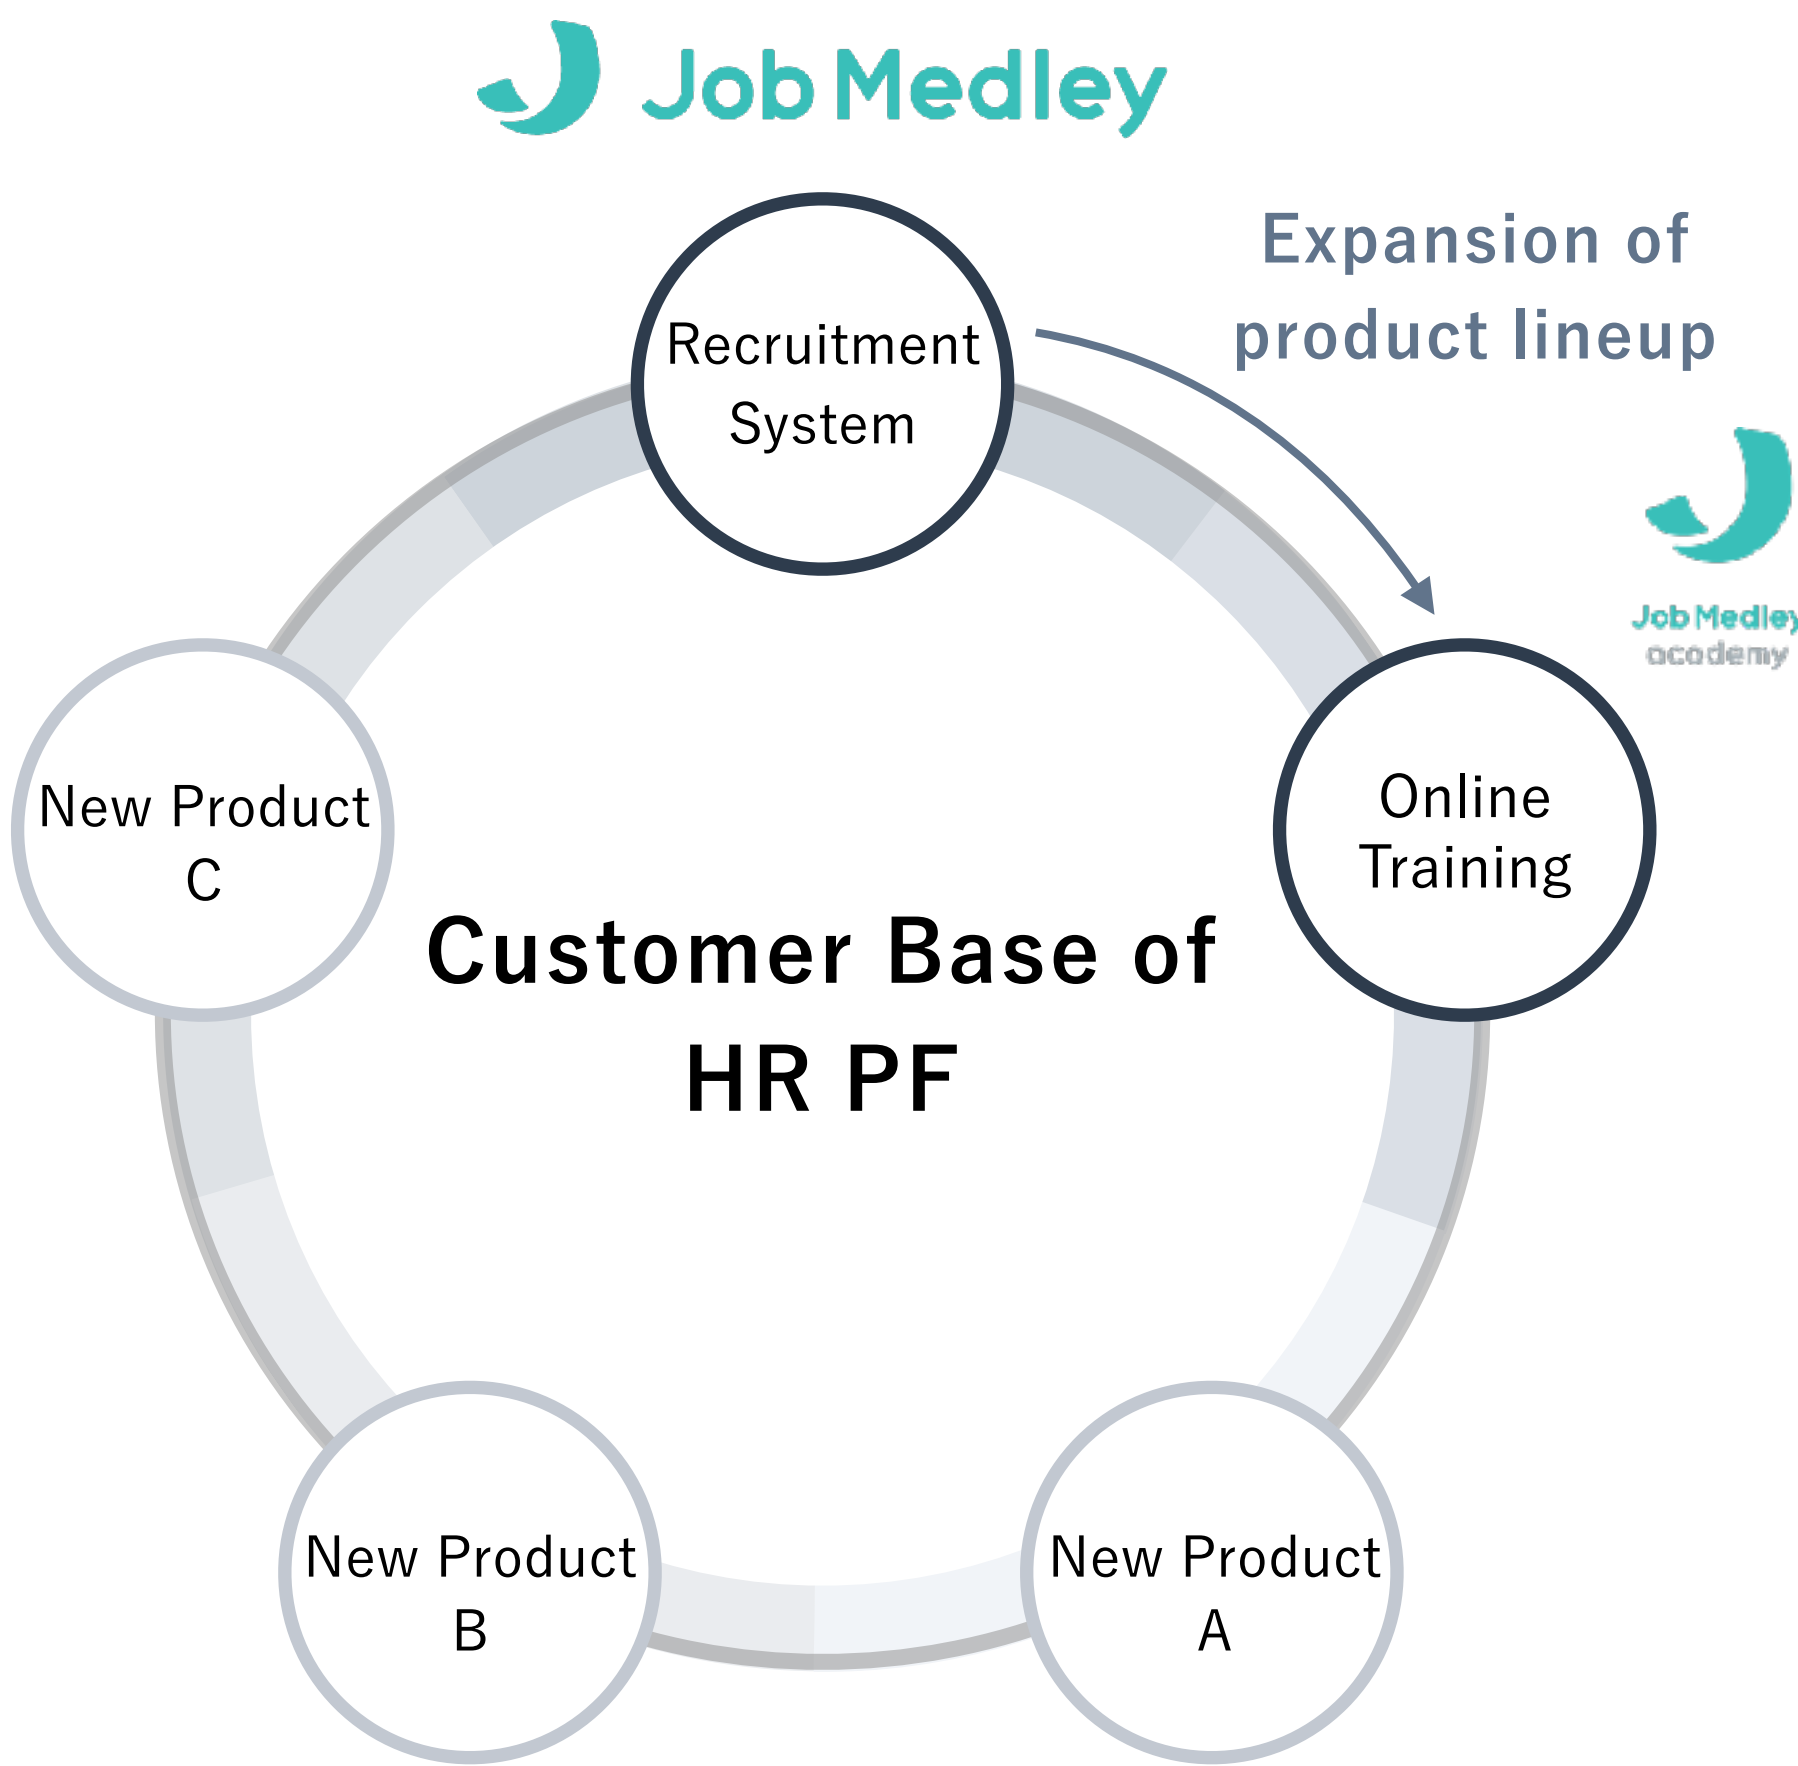 Job Medley
Expansion of
product lineup
Recruitment
System
Job Medley
academy
Online
Training
New Product
C
Customer Base of
HR PF
New Product
B
New Product
A